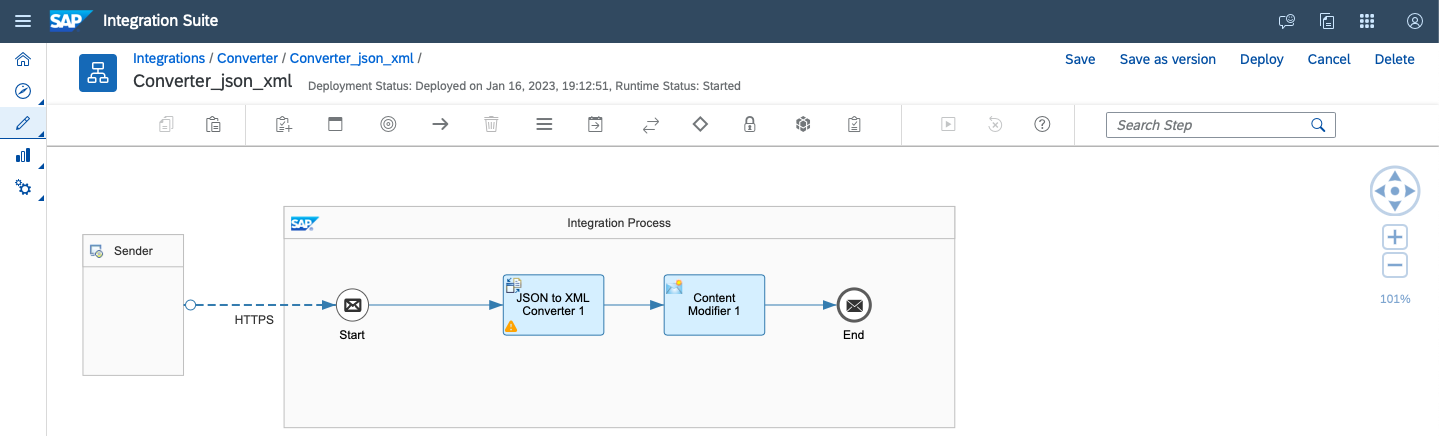 SAP Integration Suite
Integrations / Converter / Converter_json_xml /
Save Save as version Deploy Cancel Delete
Converter_json_xml Deployment Status: Deployed on Jan 16, 2023, 19:12:51, Runtime Status: Started
Search Step
SAP Integration Process
Sender
JSON to XML
Converter 1
Content
Modifier 1
HTTPS
Start
End
101%